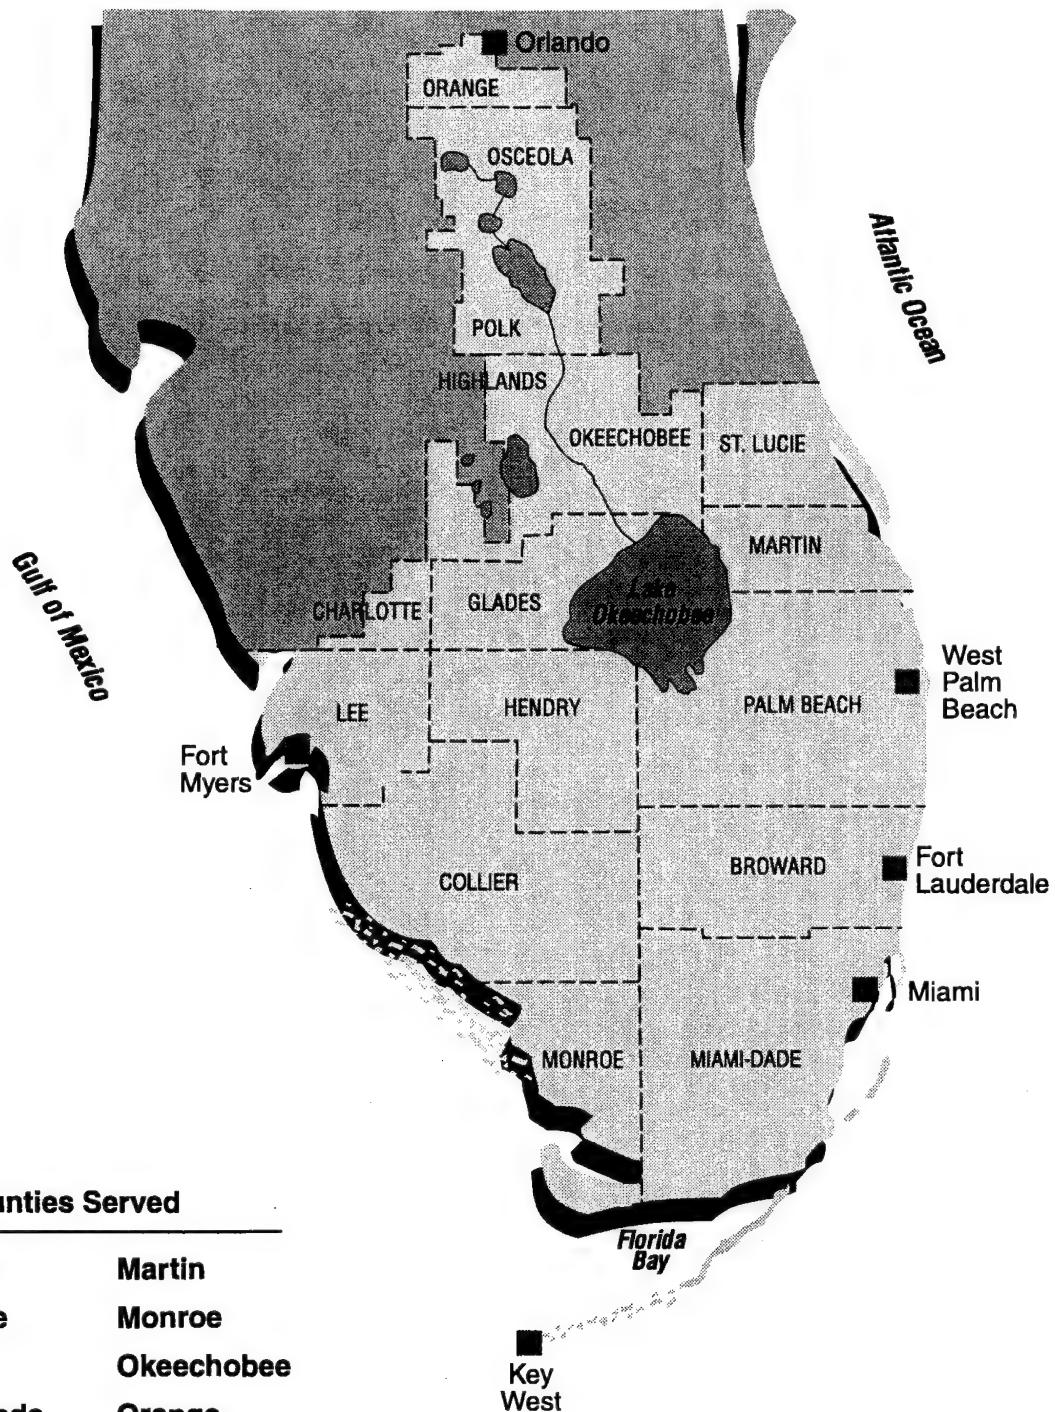 Orlando
ORANGE
OSCEOLA
Atlantic Ocean
POLK
HIGHLANDS
OKEECHOBEE
ST. LUCIE
MARTIN
Gulf of Mexico
Lake
Okeechobee
CHARLOTTE
GLADES
West
Palm
Beach
LEE
HENDRY
PALM BEACH
Fort
Myers
COLLIER
BROWARD
Fort
Lauderdale
Miami
MONROE
MIAMI-DADE
Served
Florida
Bay
Martin
Monroe
Okeechobee
Key
West